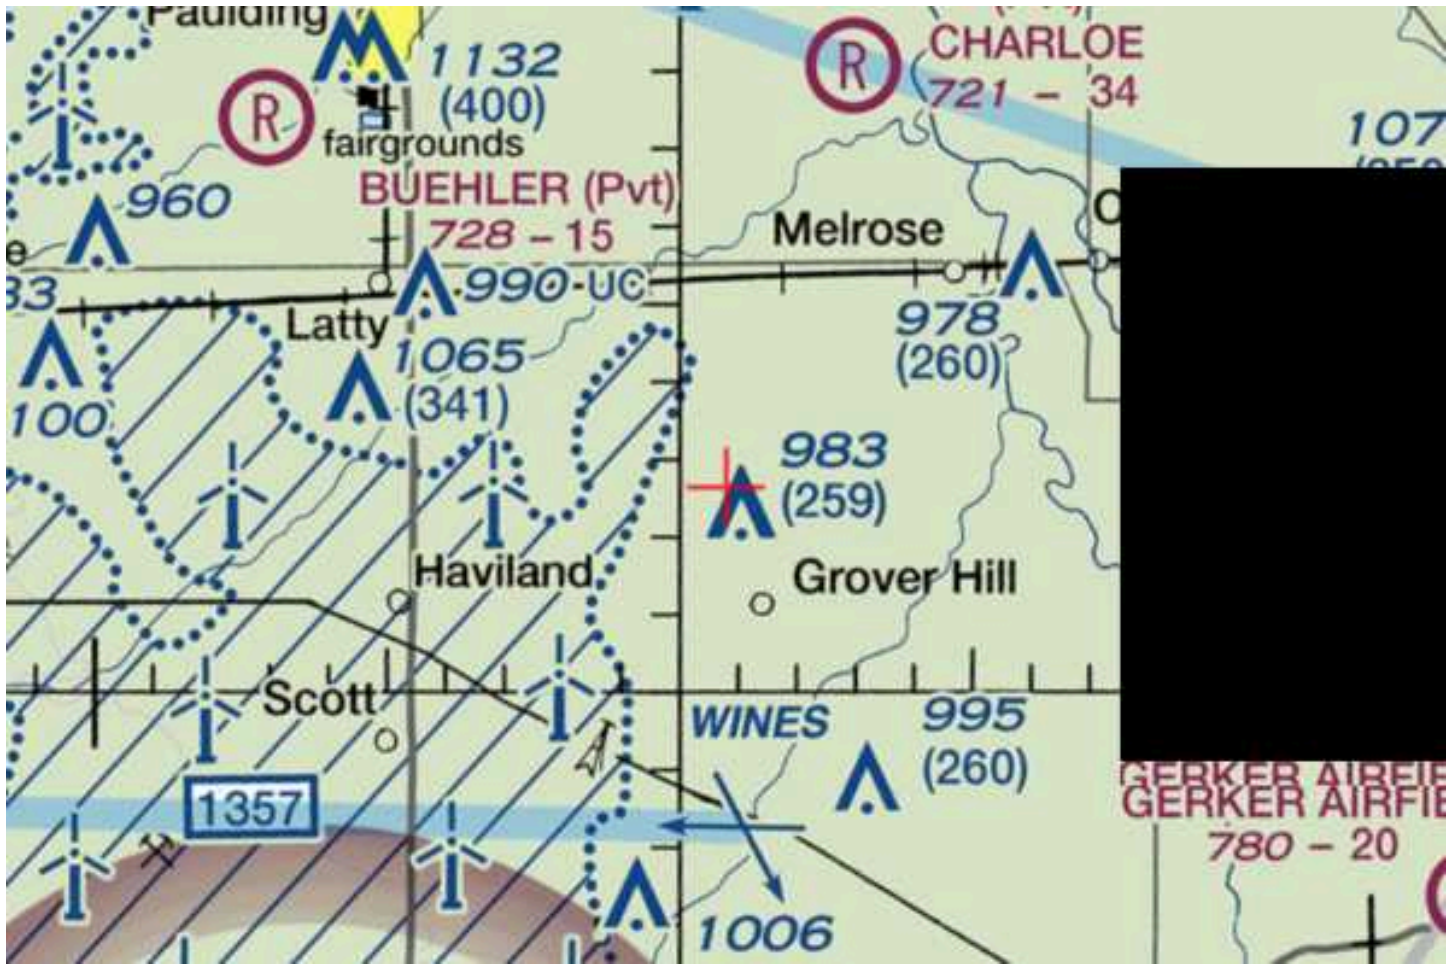 Paulding
1132
(400)
R
fairgrounds
BUEHLER (Pvt)
728 - 15
960
R
CHARLOE
721 - 34
107
Melrose
990-UC
Latty
1065
(341)
100
978
(260)
983
(259)
Haviland
Grover Hill
Scott
WINES
995
(260)
1357
1006
GERKER AIRFIE
GERKER AIRFIE
780 - 20